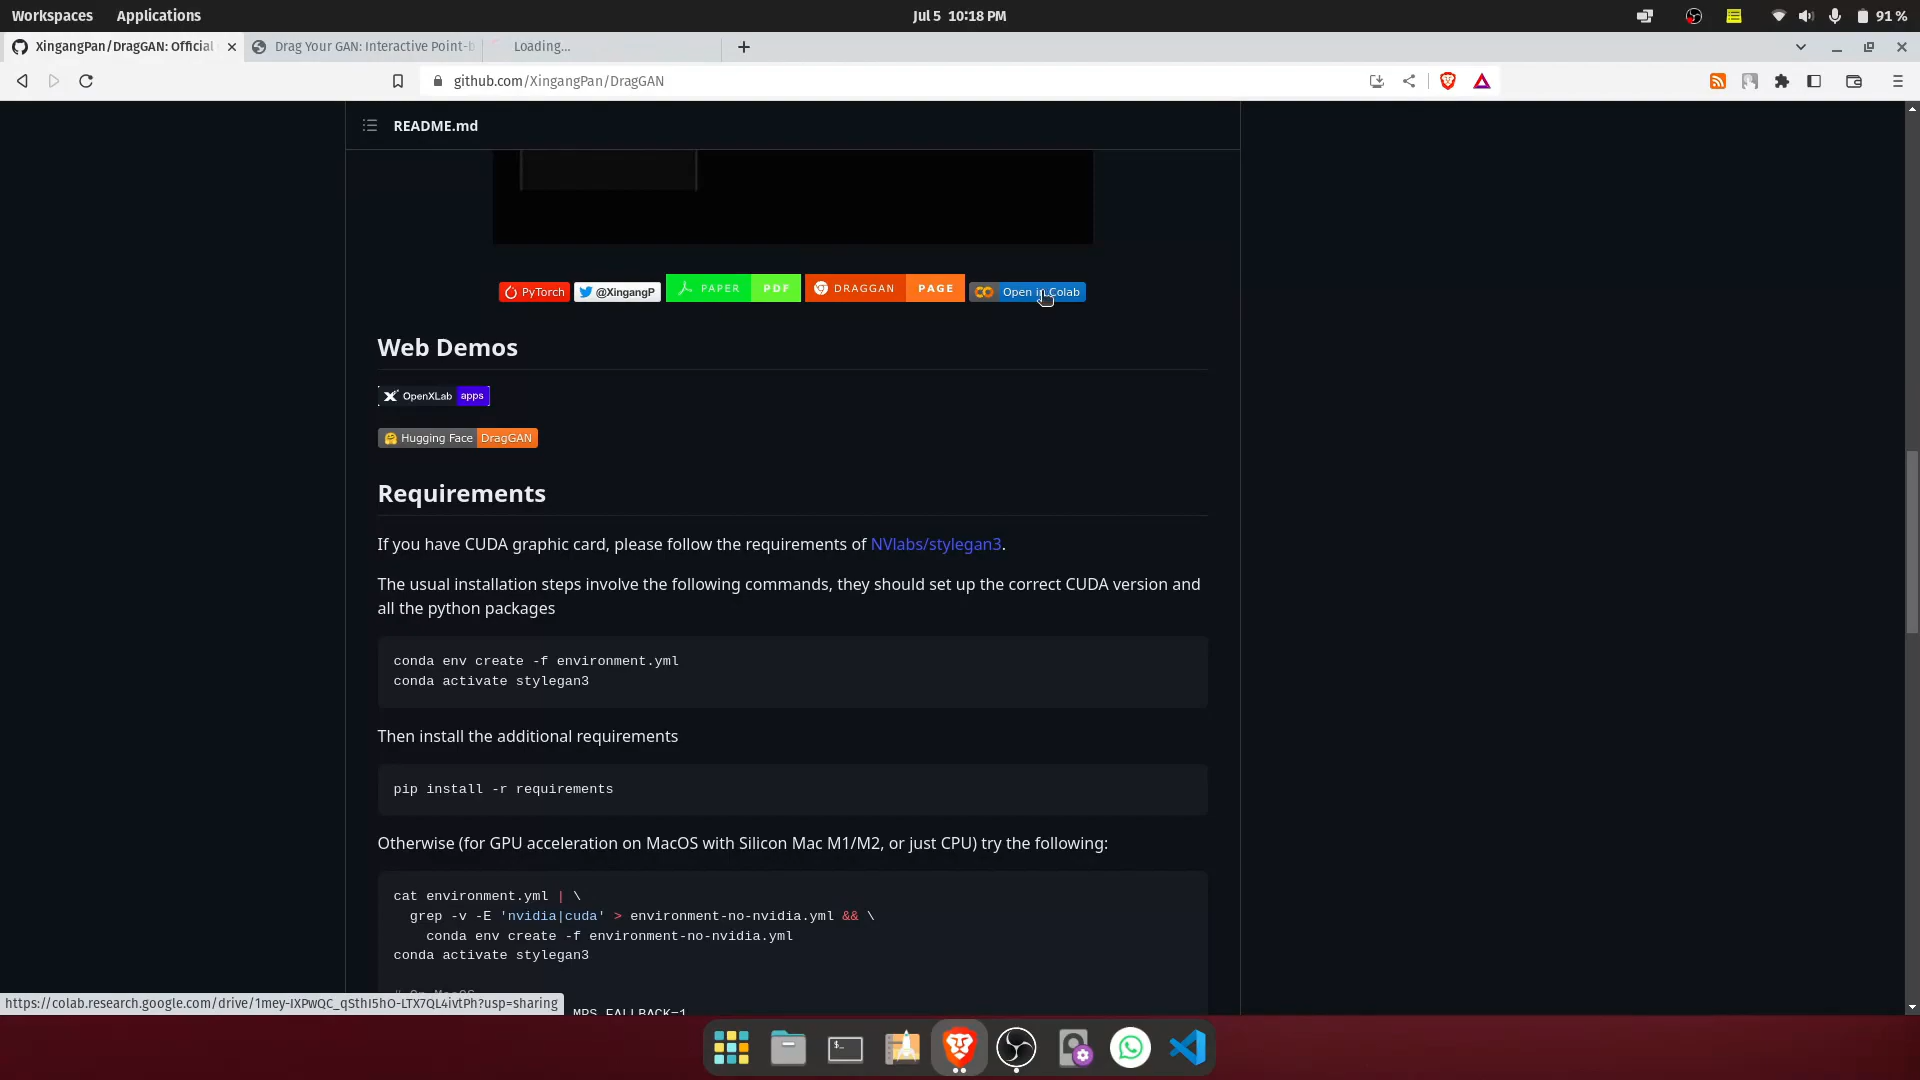 Workspaces Applications Jul 5 10:18 PM 91 %
XingangPan/DragGAN: Official Drag Your GAN: Interactive Point-b Loading...
github.com/XingangPan/DragGAN
README.md
PyTorch @XingangP PAPER PDF DRAGGAN PAGE Open in Colab
Web Demos
OpenXLab apps
Hugging Face DragGAN
Requirements
If you have CUDA graphic card, please follow the requirements of NVlabs/stylegan3.
The usual installation steps involve the following commands, they should set up the correct CUDA version and
all the python packages
conda env create -f environment.yml
conda activate stylegan3
Then install the additional requirements
pip install -r requirements
Otherwise (for GPU acceleration on MacOS with Silicon Mac M1/M2, or just CPU) try the following:
cat environment.yml | \
grep -v -E 'nvidia|cuda' > environment-no-nvidia.yml && \
conda env create -f environment-no-nvidia.yml
conda activate stylegan3
# On MacOS
https://colab.research.google.com/drive/1mey-IXPwQC_qSthI5hO-LTX7QL4ivtPh?usp=sharing
MPS_FALLBACK=1